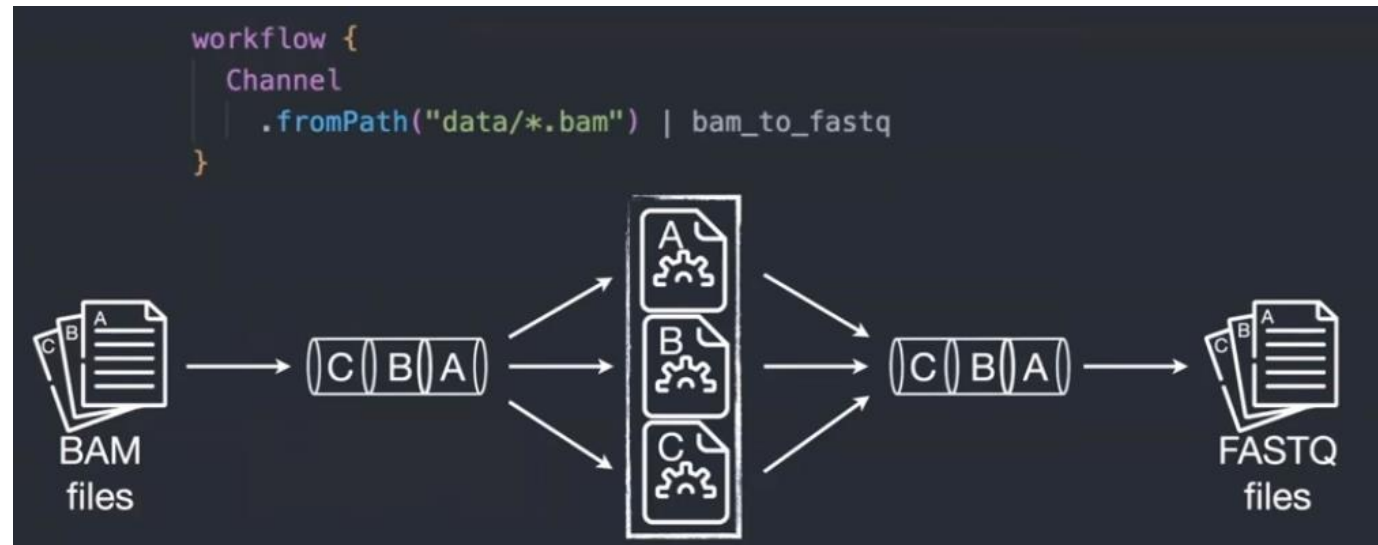 workflow {
Channel
.fromPath("data/*.bam") | bam_to_fastq
}
A
B
C
C B A
BAM
files
C B A
A
B
C
C B A
C B A
FASTQ
files